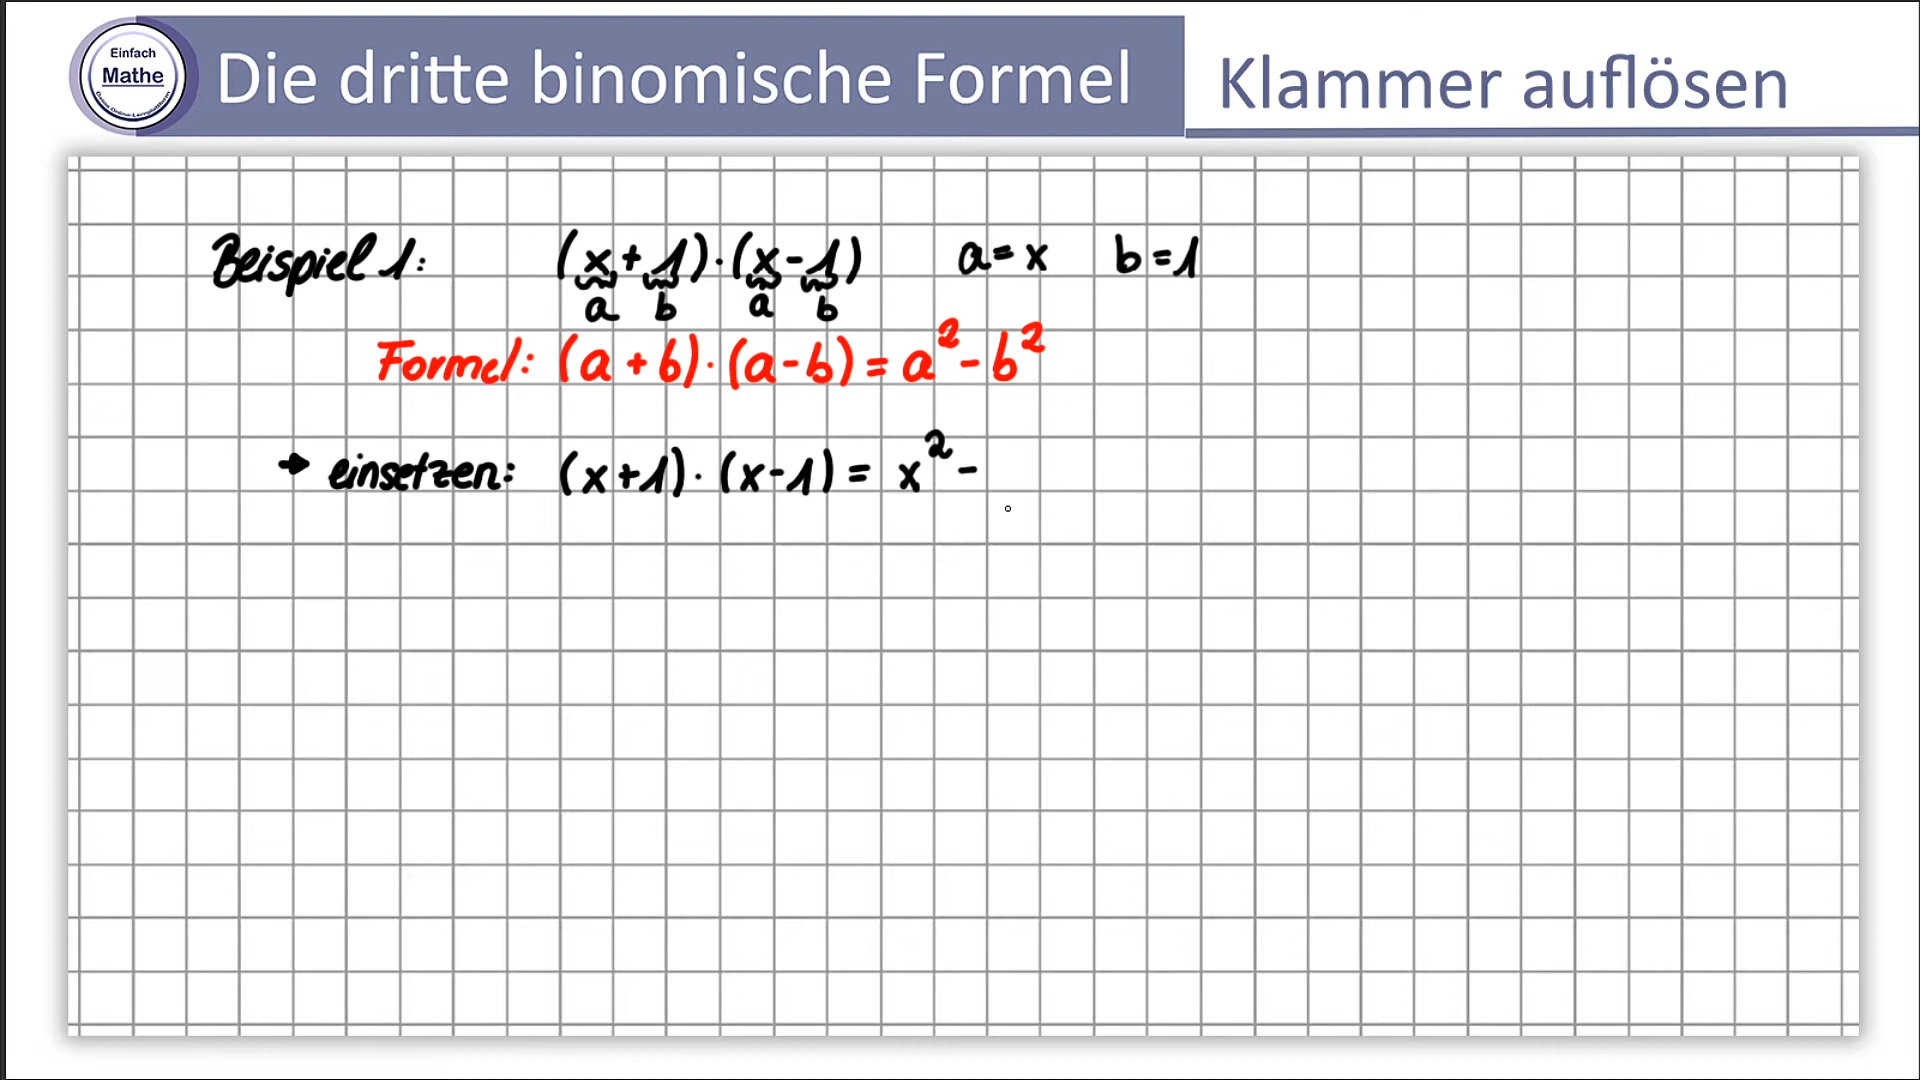 Einfach
Mathe
Die dritte binomische Formel
Klammer auflösen
Beispiel 1: (x+1)·(x-1) a=x b=1
a b a b
Formel: (a+b)·(a-b)=a²-b²
→ einsetzen: (x+1)·(x-1)= x²-